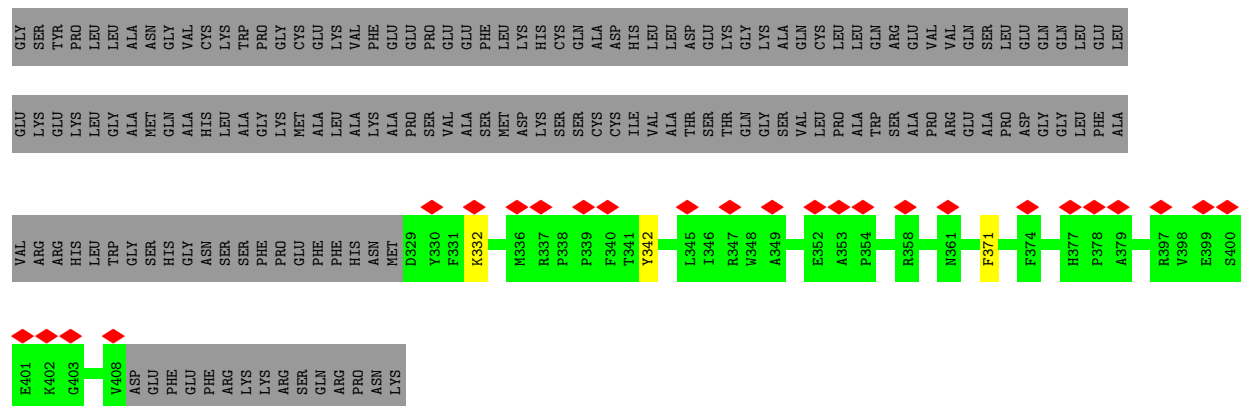 GLY SER TYR PRO LEU LEU ALA ASN GLY VAL CYS LYS TRP PRO GLY CYS GLU LYS VAL PHE GLU GLU PRO GLU GLU PHE LEU LYS HIS CYS GLN ALA ASP HIS LEU LEU ASP GLU LYS GLY LYS ALA GLN CYS LEU LEU GLN ARG GLU VAL VAL GLN SER LEU GLU GLN GLN LEU GLU LEU
GLU LYS GLU LYS LEU GLY ALA MET GLN ALA HIS LEU ALA GLY LYS MET ALA LEU ALA LYS ALA PRO SER VAL ALA SER MET ASP LYS SER SER CYS CYS ILE VAL ALA THR SER THR GLN GLY SER VAL LEU PRO ALA TRP SER ALA PRO ARG GLU ALA PRO ASP GLY GLY LEU PHE ALA
VAL ARG ARG HIS LEU TRP GLY SER HIS GLY ASN SER SER PHE PRO GLU PHE PHE HIS ASN MET D329 Y330 F331 K332 M336 R337 P338 P339 F340 T341 Y342 L345 I346 R347 W348 A349 E352 A353 P354 R358 N361 F371 F374 H377 P378 A379 R397 V398 E399 S400
E401 K402 G403 V408 ASP GLU PHE GLU PHE ARG LYS LYS ARG SER GLN ARG PRO ASN LYS